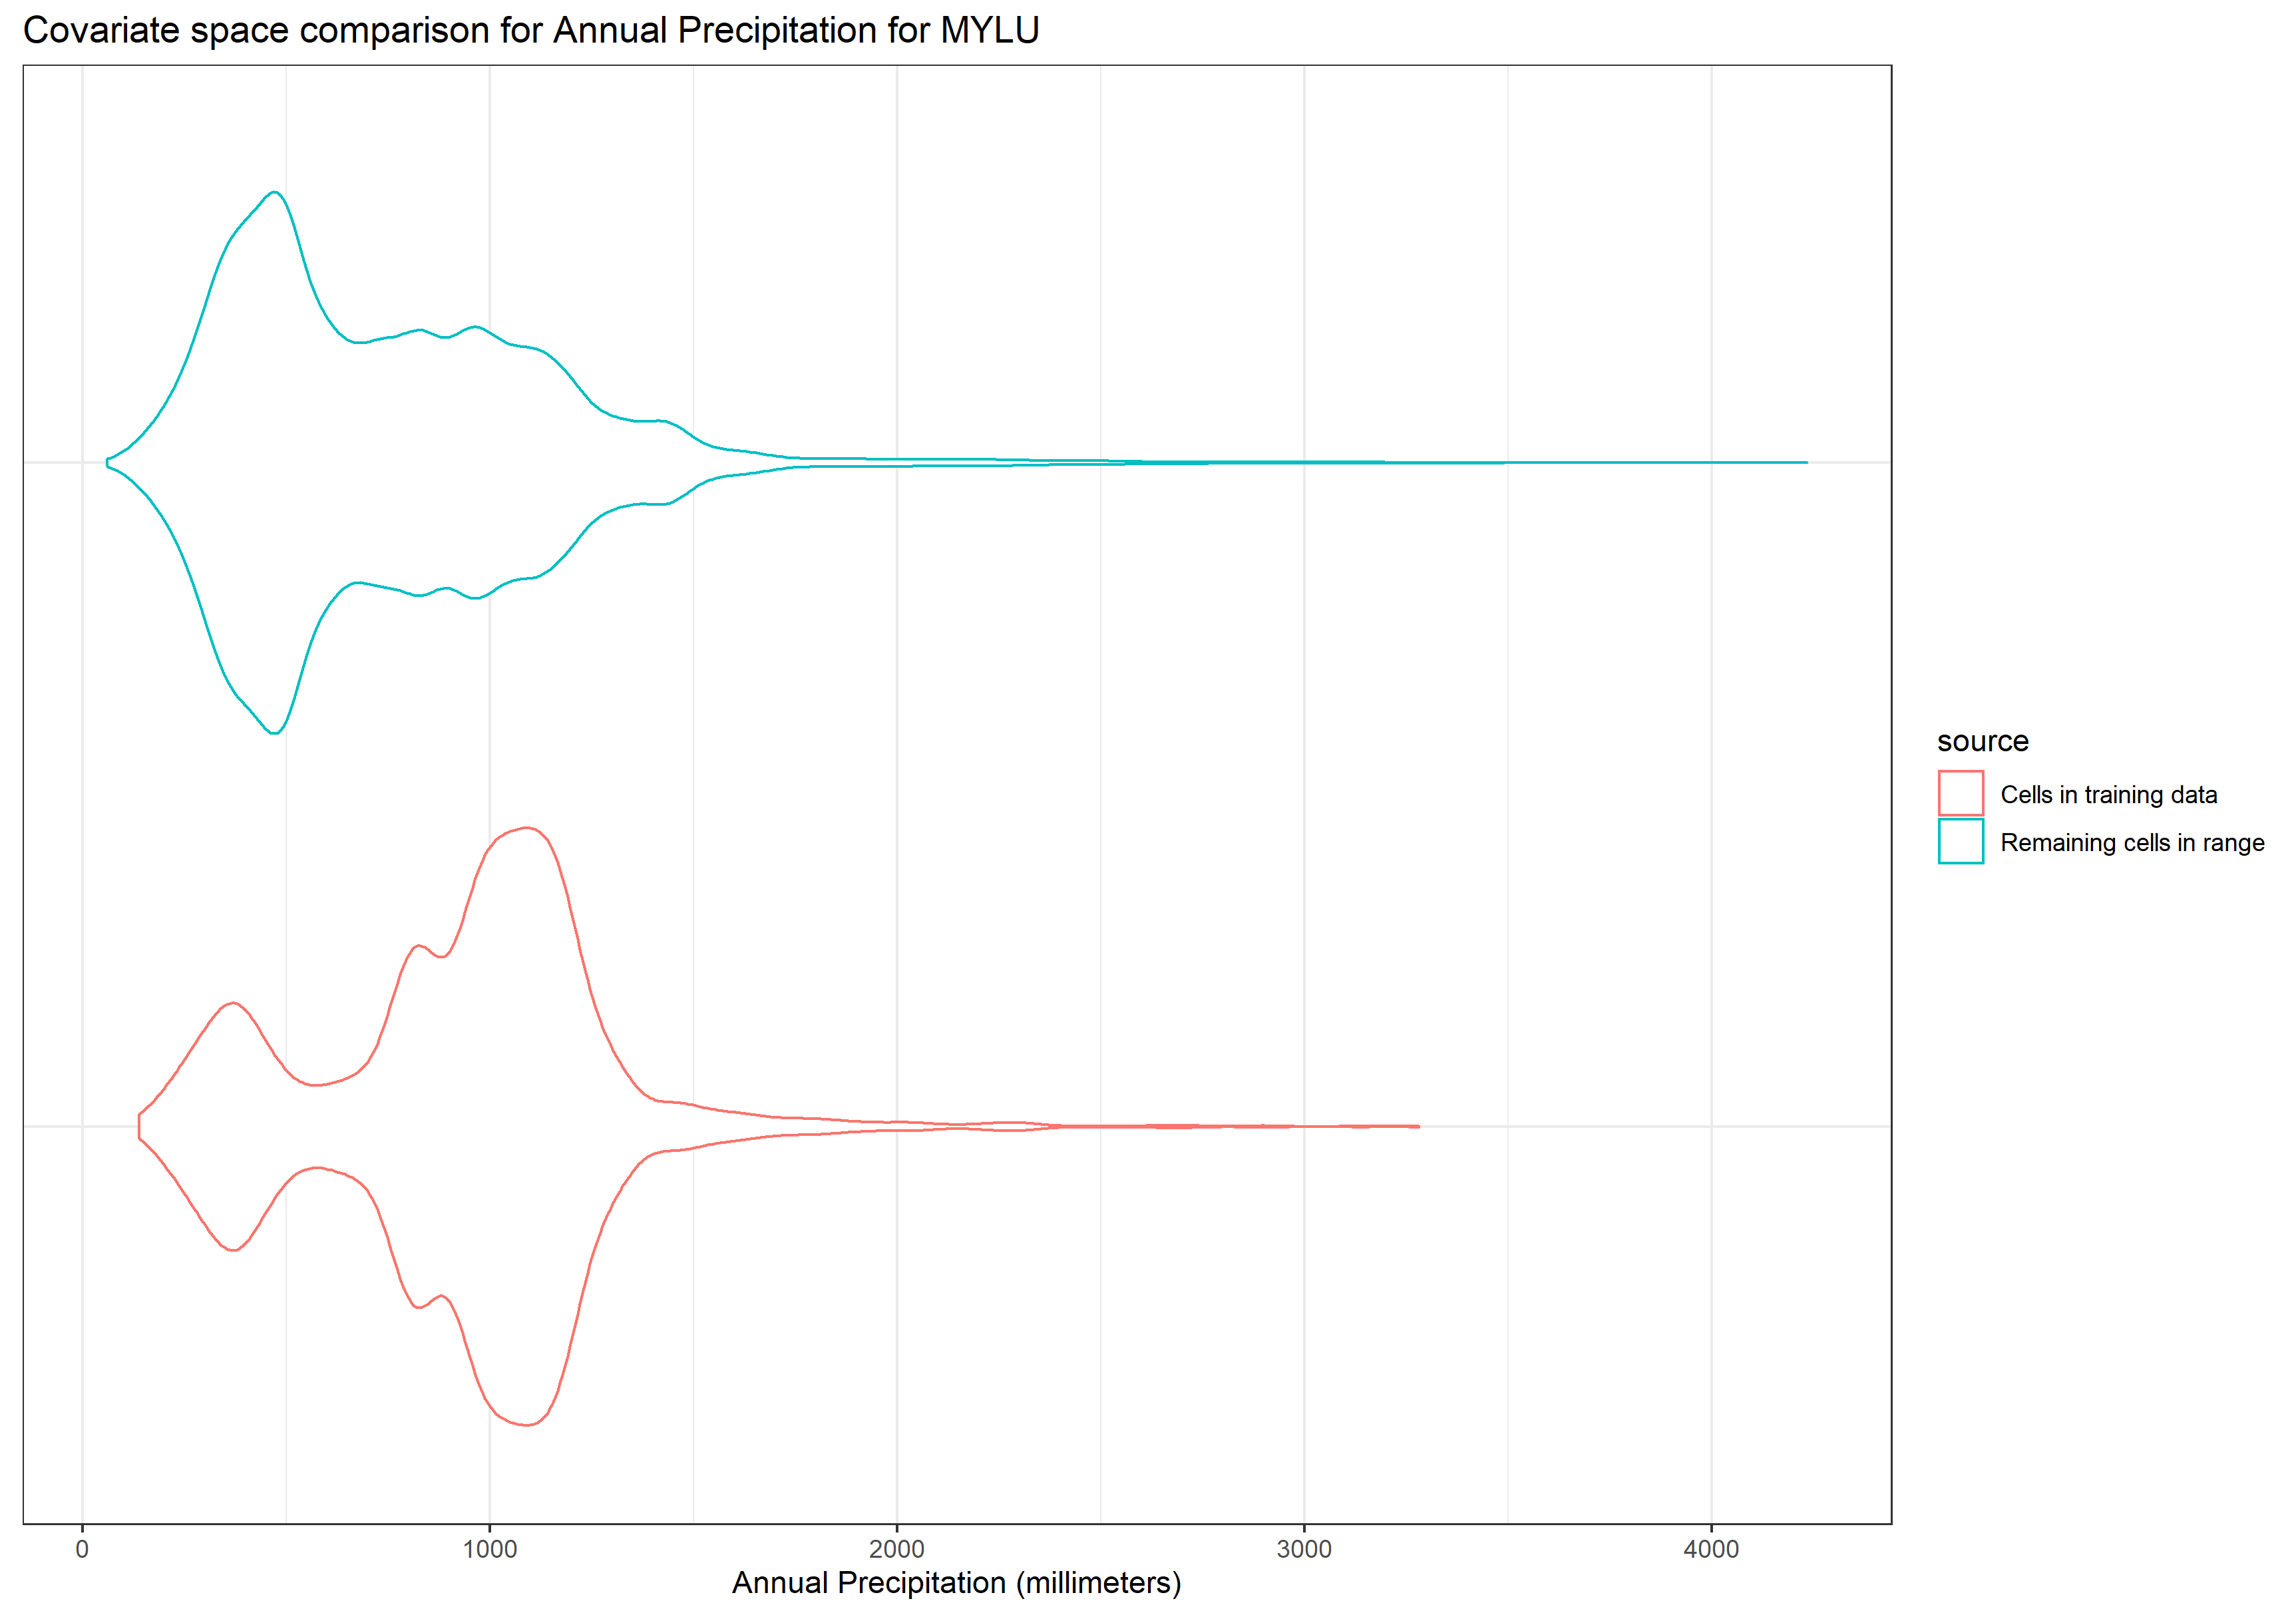 Covariate space comparison for Annual Precipitation for MYLU
source
Cells in training data
Remaining cells in range
0 1000 2000 3000 4000
Annual Precipitation (millimeters)